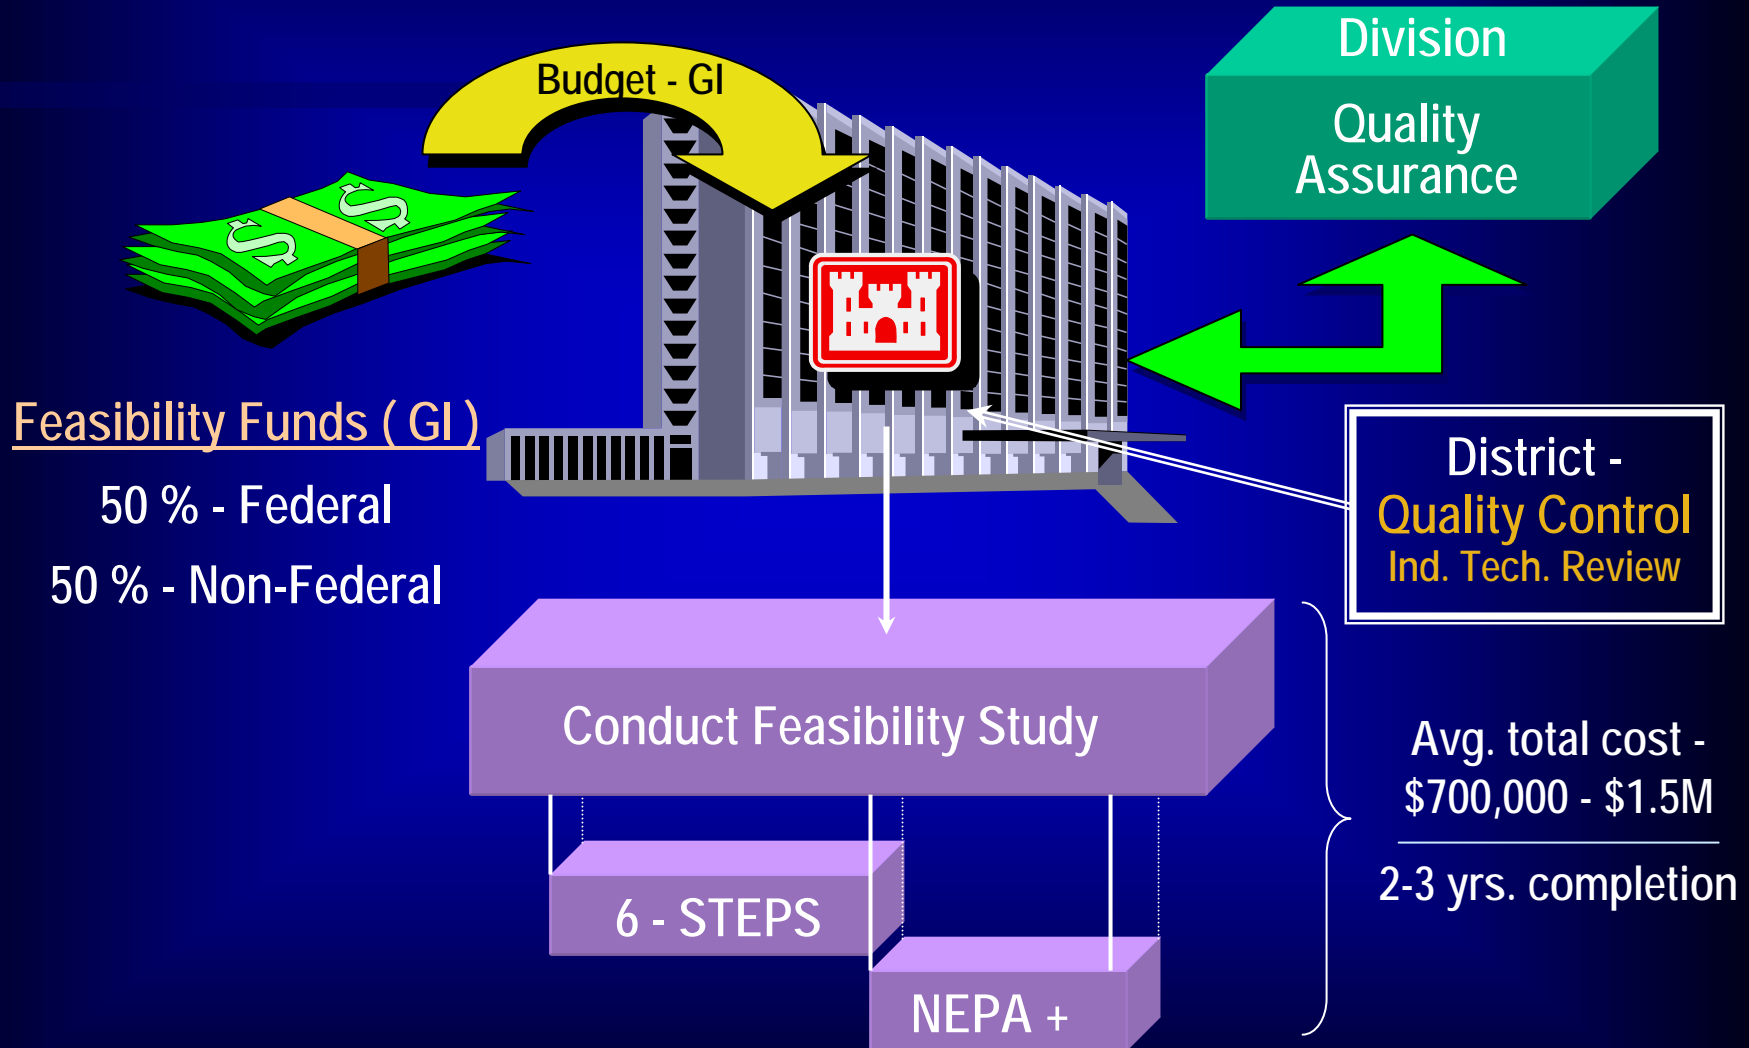 Budget - GI
Division
Quality
Assurance
Feasibility Funds ( GI )
50 % - Federal
50 % - Non-Federal
District -
Quality Control
Ind. Tech. Review
Conduct Feasibility Study
Avg. total cost -
$700,000 - $1.5M
2-3 yrs. completion
6 - STEPS
NEPA +